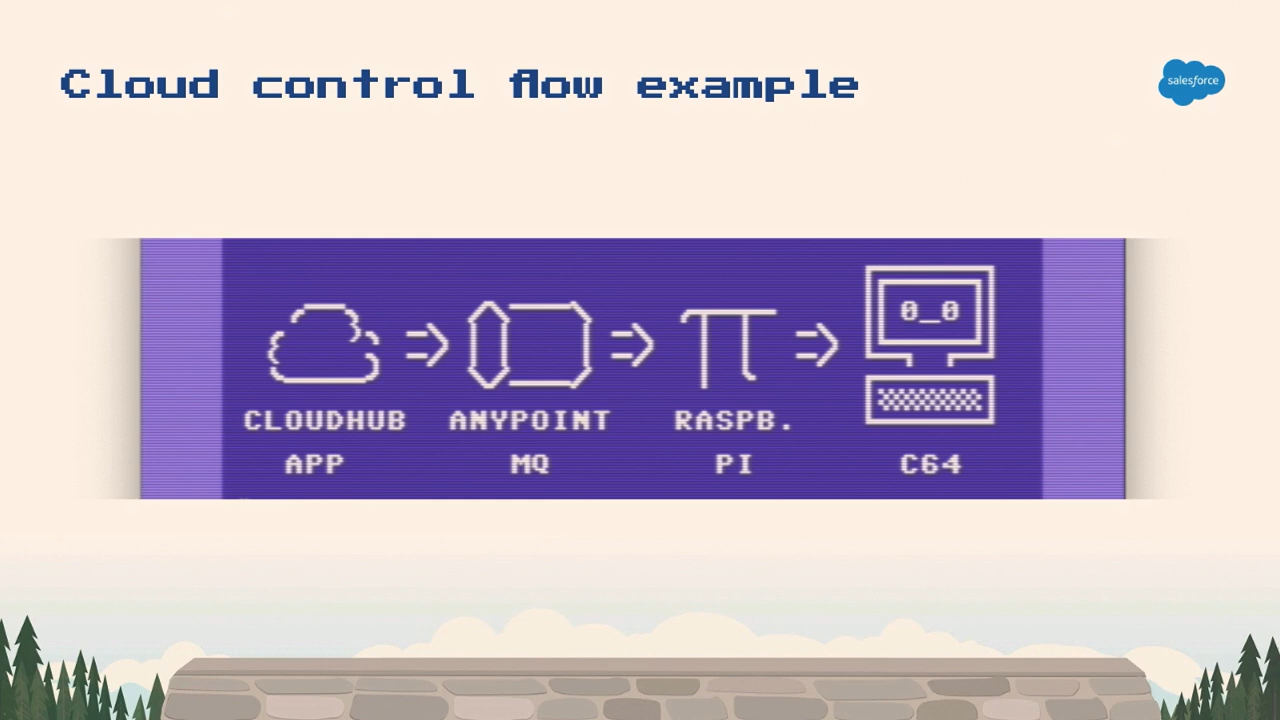 Cloud control flow example
salesforce
0_0
CLOUDHUB ANYPOINT RASPB.
APP MQ PI C64